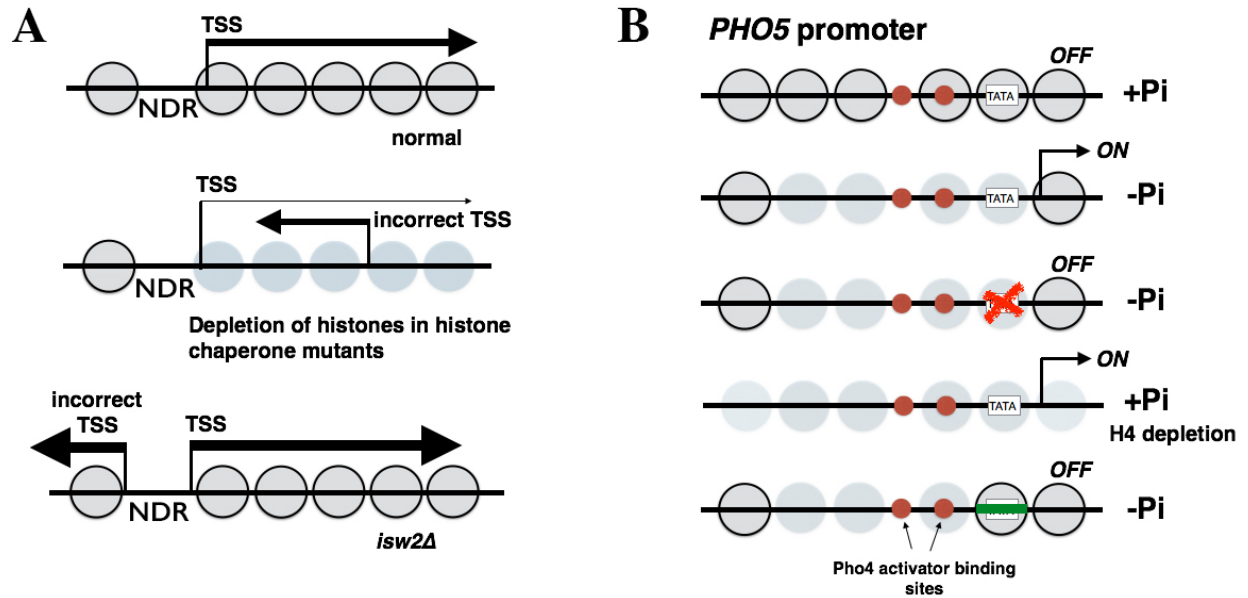 A
TSS
NDR
normal
TSS
incorrect TSS
NDR
Depletion of histones in histone
chaperone mutants
incorrect
TSS
TSS
NDR
isw2Δ
B
PHO5 promoter
OFF
TATA
+Pi
ON
TATA
-Pi
OFF
-Pi
ON
TATA
+Pi
H4 depletion
OFF
-Pi
Pho4 activator binding
sites